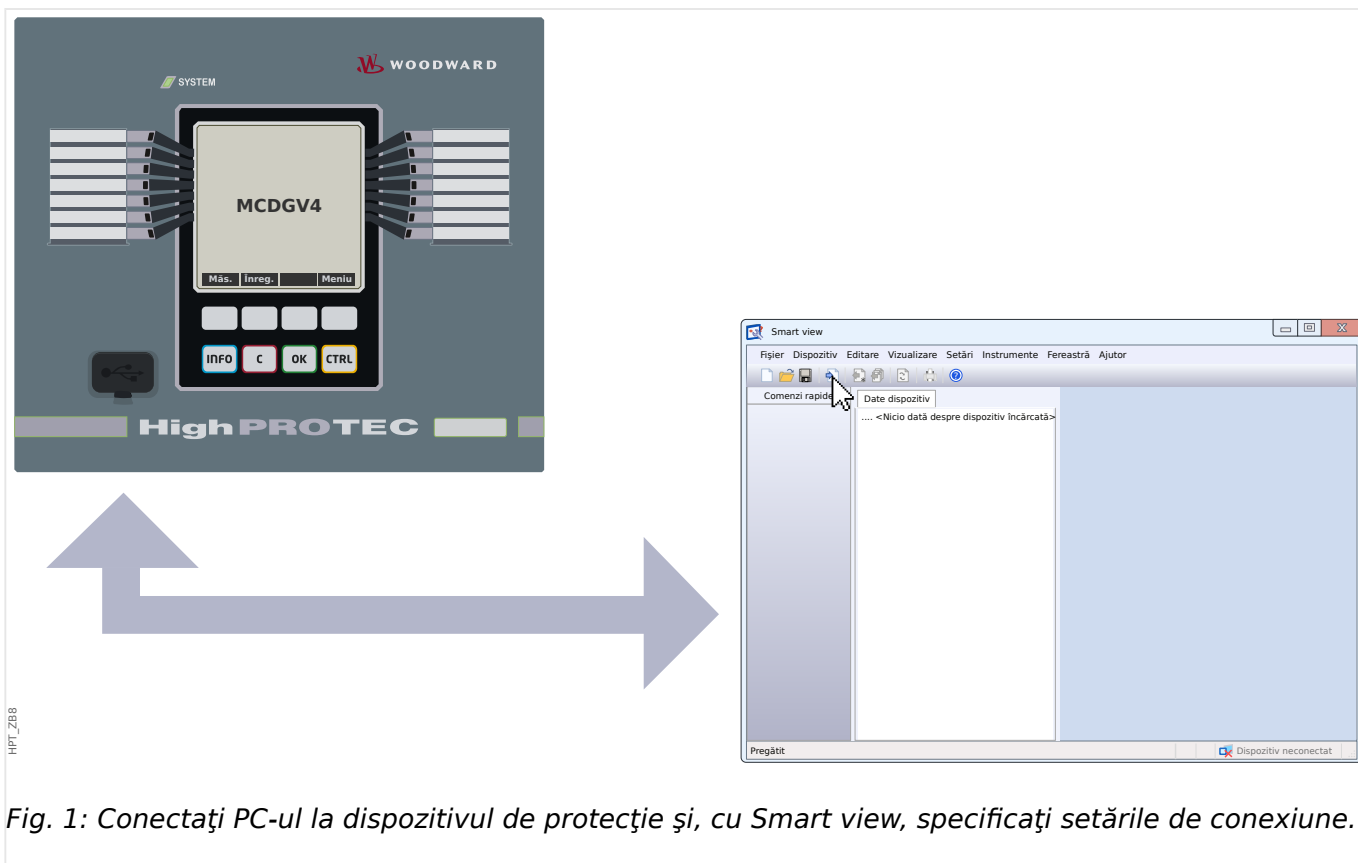 WOODWARD
SYSTEM
MCDGV4
Măs. Înreg. Meniu
INFO C OK CTRL
HighPROTEC
Smart view
Fişier Dispozitiv Editare Vizualizare Setări Instrumente Fereastră Ajutor
Comenzi rapide Date dispozitiv
.... <Nicio dată despre dispozitiv încărcată>
Pregătit Dispozitiv neconectat
HPT_ZB8
Fig. 1: Conectaţi PC-ul la dispozitivul de protecţie şi, cu Smart view, specificaţi setările de conexiune.